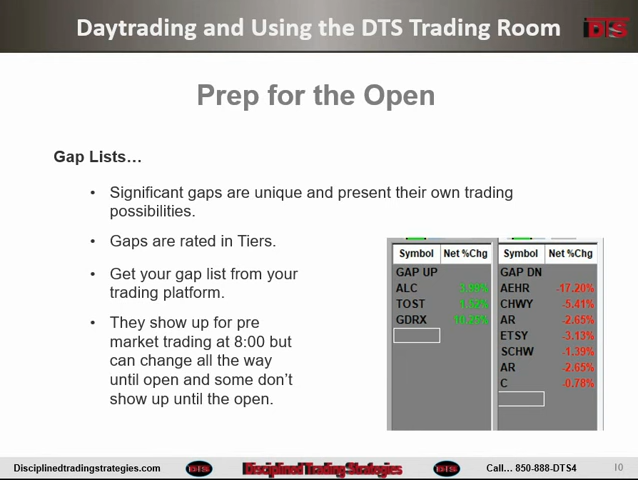 Daytrading and Using the DTS Trading Room
DTS
Prep for the Open
Gap Lists…
• Significant gaps are unique and present their own trading
possibilities.
• Gaps are rated in Tiers.
• Get your gap list from your
trading platform.
• They show up for pre
market trading at 8:00 but
can change all the way
until open and some don't
show up until the open.
Symbol Net %Chg
GAP UP
ALC
TOST
GDRX
Symbol Net %Chg
GAP DN
AEHR -17.20%
CHWY -5.41%
AR -2.65%
ETSY -3.13%
SCHW -1.39%
AR -2.65%
C -0.78%
Disciplinedtradingstrategies.com
DTS
Disciplined Trading Strategies
DTS
Call… 850-888-DTS4
10